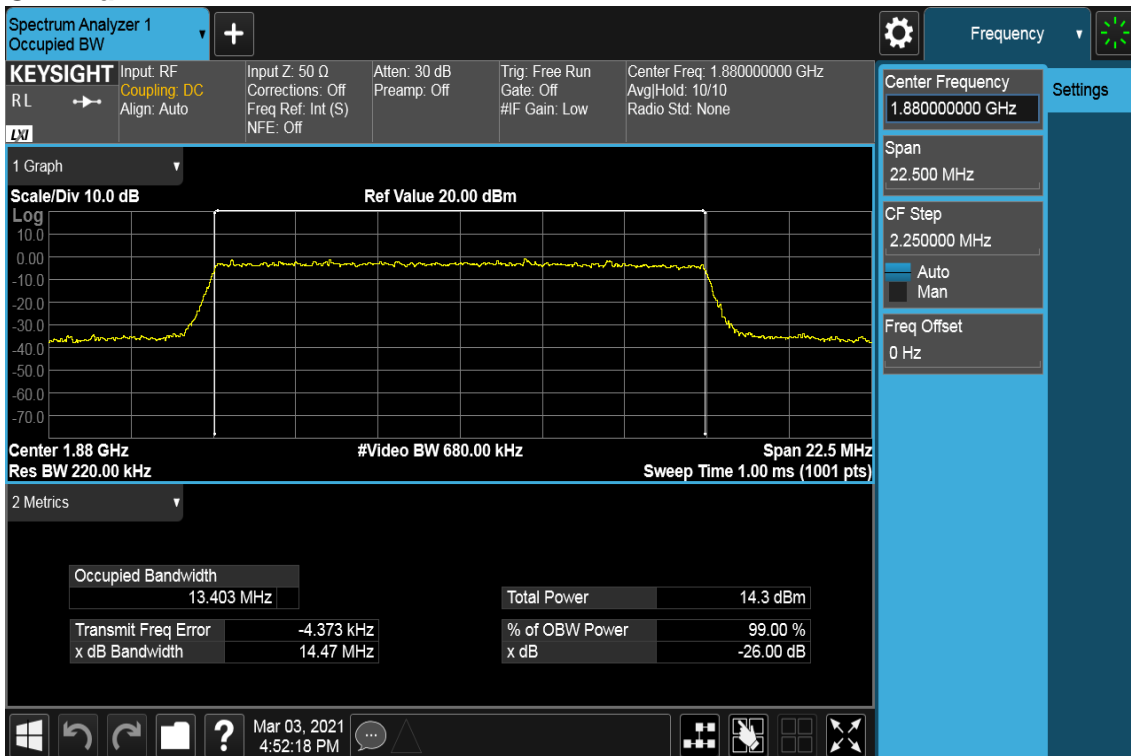 Spectrum Analyzer 1
Occupied BW
+
Frequency
KEYSIGHT
RL
LXI
Input: RF
Coupling: DC
Align: Auto
Input Z: 50 Ω
Corrections: Off
Freq Ref: Int (S)
NFE: Off
Atten: 30 dB
Preamp: Off
Trig: Free Run
Gate: Off
#IF Gain: Low
Center Freq: 1.880000000 GHz
Avg|Hold: 10/10
Radio Std: None
Center Frequency
1.880000000 GHz
Settings
Span
22.500 MHz
CF Step
2.250000 MHz
Auto
Man
Freq Offset
0 Hz
1 Graph
Scale/Div 10.0 dB
Ref Value 20.00 dBm
Log
10.0
0.00
-10.0
-20.0
-30.0
-40.0
-50.0
-60.0
-70.0
Center 1.88 GHz
#Video BW 680.00 kHz
Span 22.5 MHz
Res BW 220.00 kHz
Sweep Time 1.00 ms (1001 pts)
2 Metrics
Occupied Bandwidth
13.403 MHz
Total Power 14.3 dBm
Transmit Freq Error -4.373 kHz
% of OBW Power 99.00 %
x dB Bandwidth 14.47 MHz
x dB -26.00 dB
?
Mar 03, 2021
4:52:18 PM